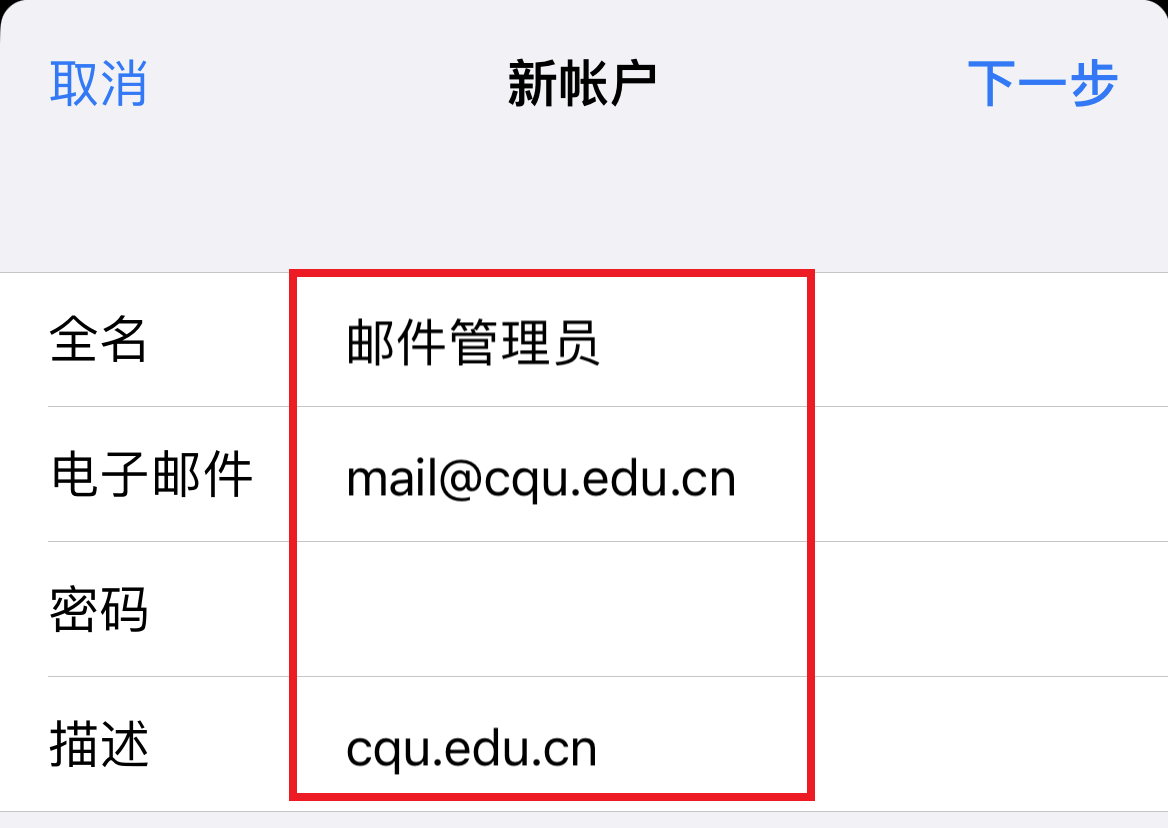 取消 新帐户 下一步
全名 邮件管理员
电子邮件 mail@cqu.edu.cn
密码
描述 cqu.edu.cn